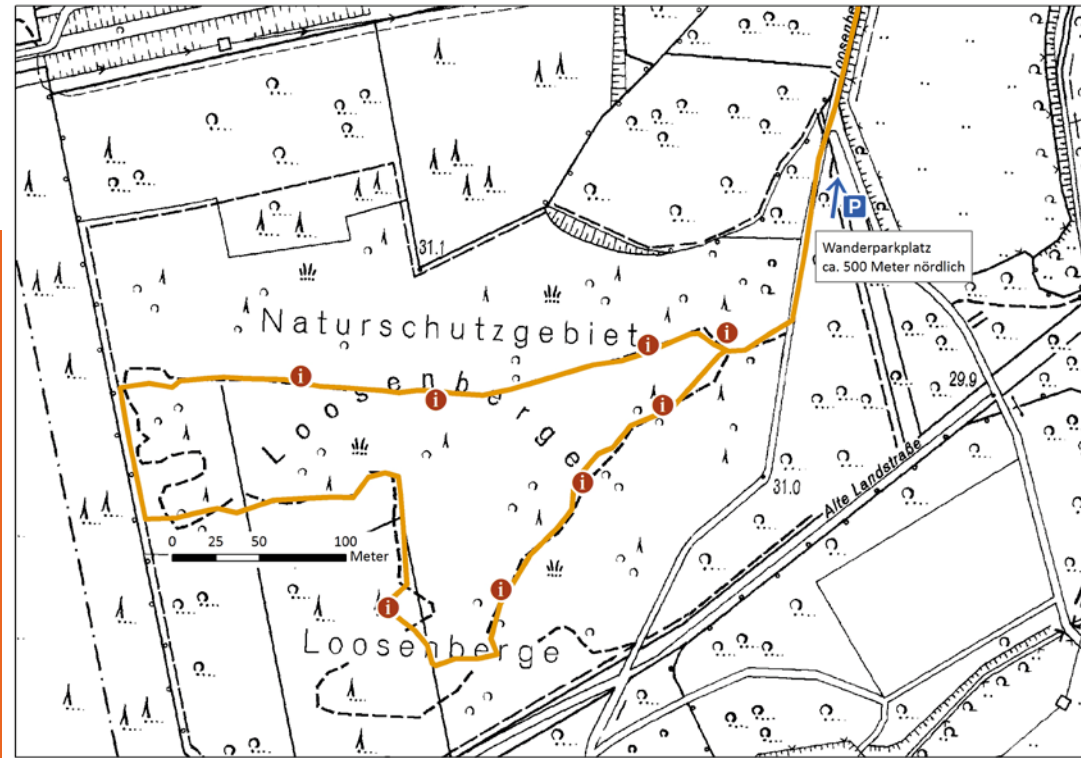 Loosenbe
31.1
P
Wanderparkplatz
ca. 500 Meter nördlich
Naturschutzgebiet
i
i
i
i
Loosenberge
i
29.9
i
31.0
Alte Landstraße
0 25 50 100
Meter
i
i
Loosenberge